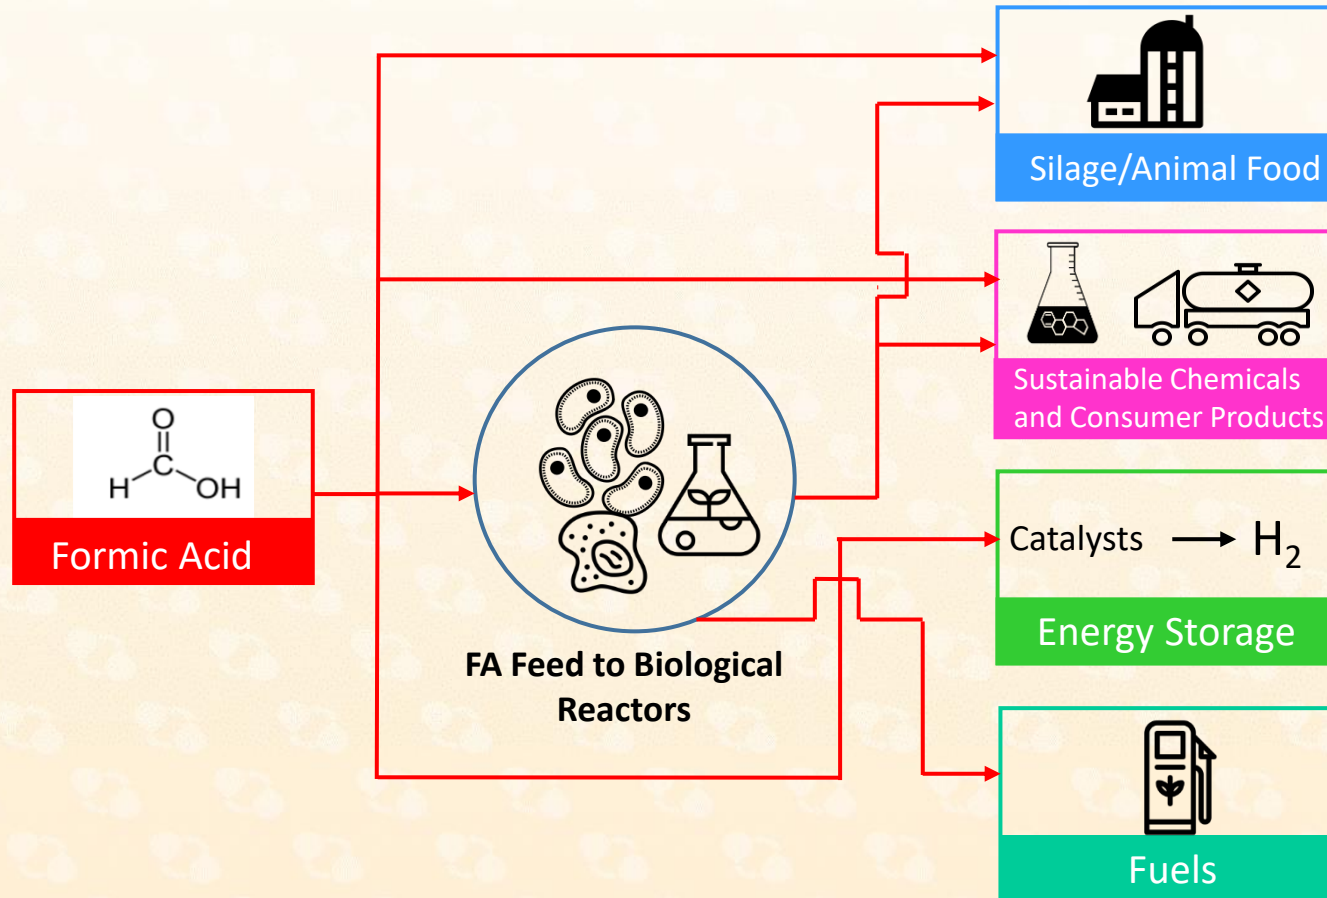 Silage/Animal Food
Sustainable Chemicals
and Consumer Products
O
H C OH
Formic Acid
FA Feed to Biological
Reactors
Catalysts → H₂
Energy Storage
Fuels